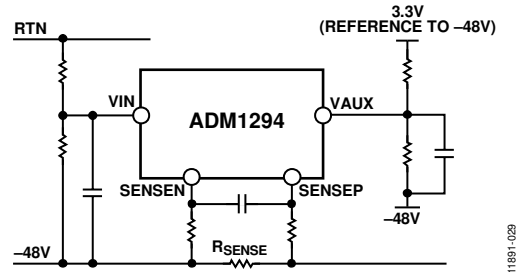 3.3V
(REFERENCE TO –48V)
RTN
VIN
ADM1294
VAUX
SENSEN
SENSEP
–48V
RSENSE
–48V
11891-029